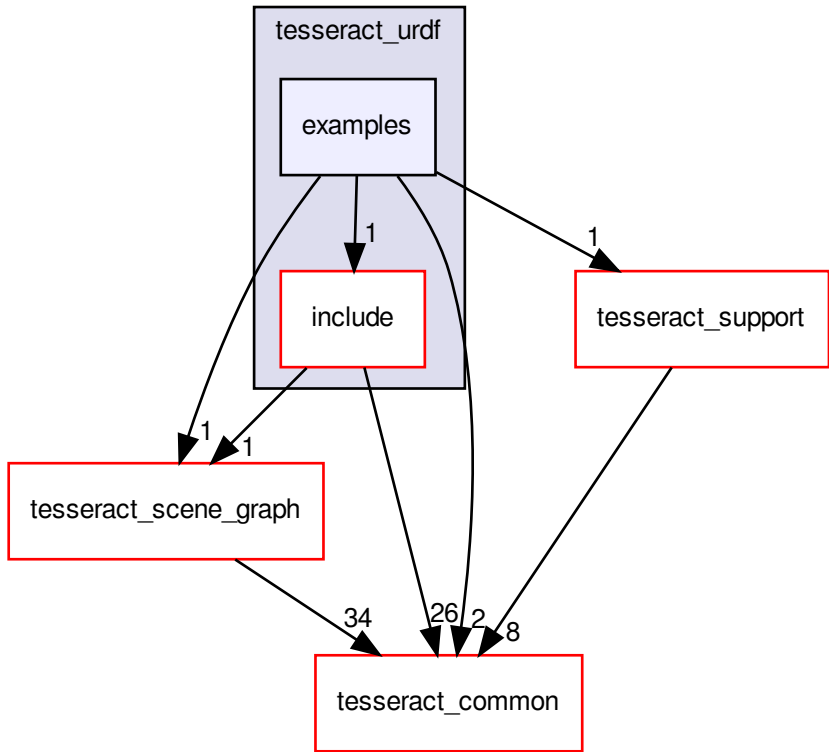 tesseract_urdf
examples
1
1
include
tesseract_support
1
1
tesseract_scene_graph
34
26
2
8
tesseract_common